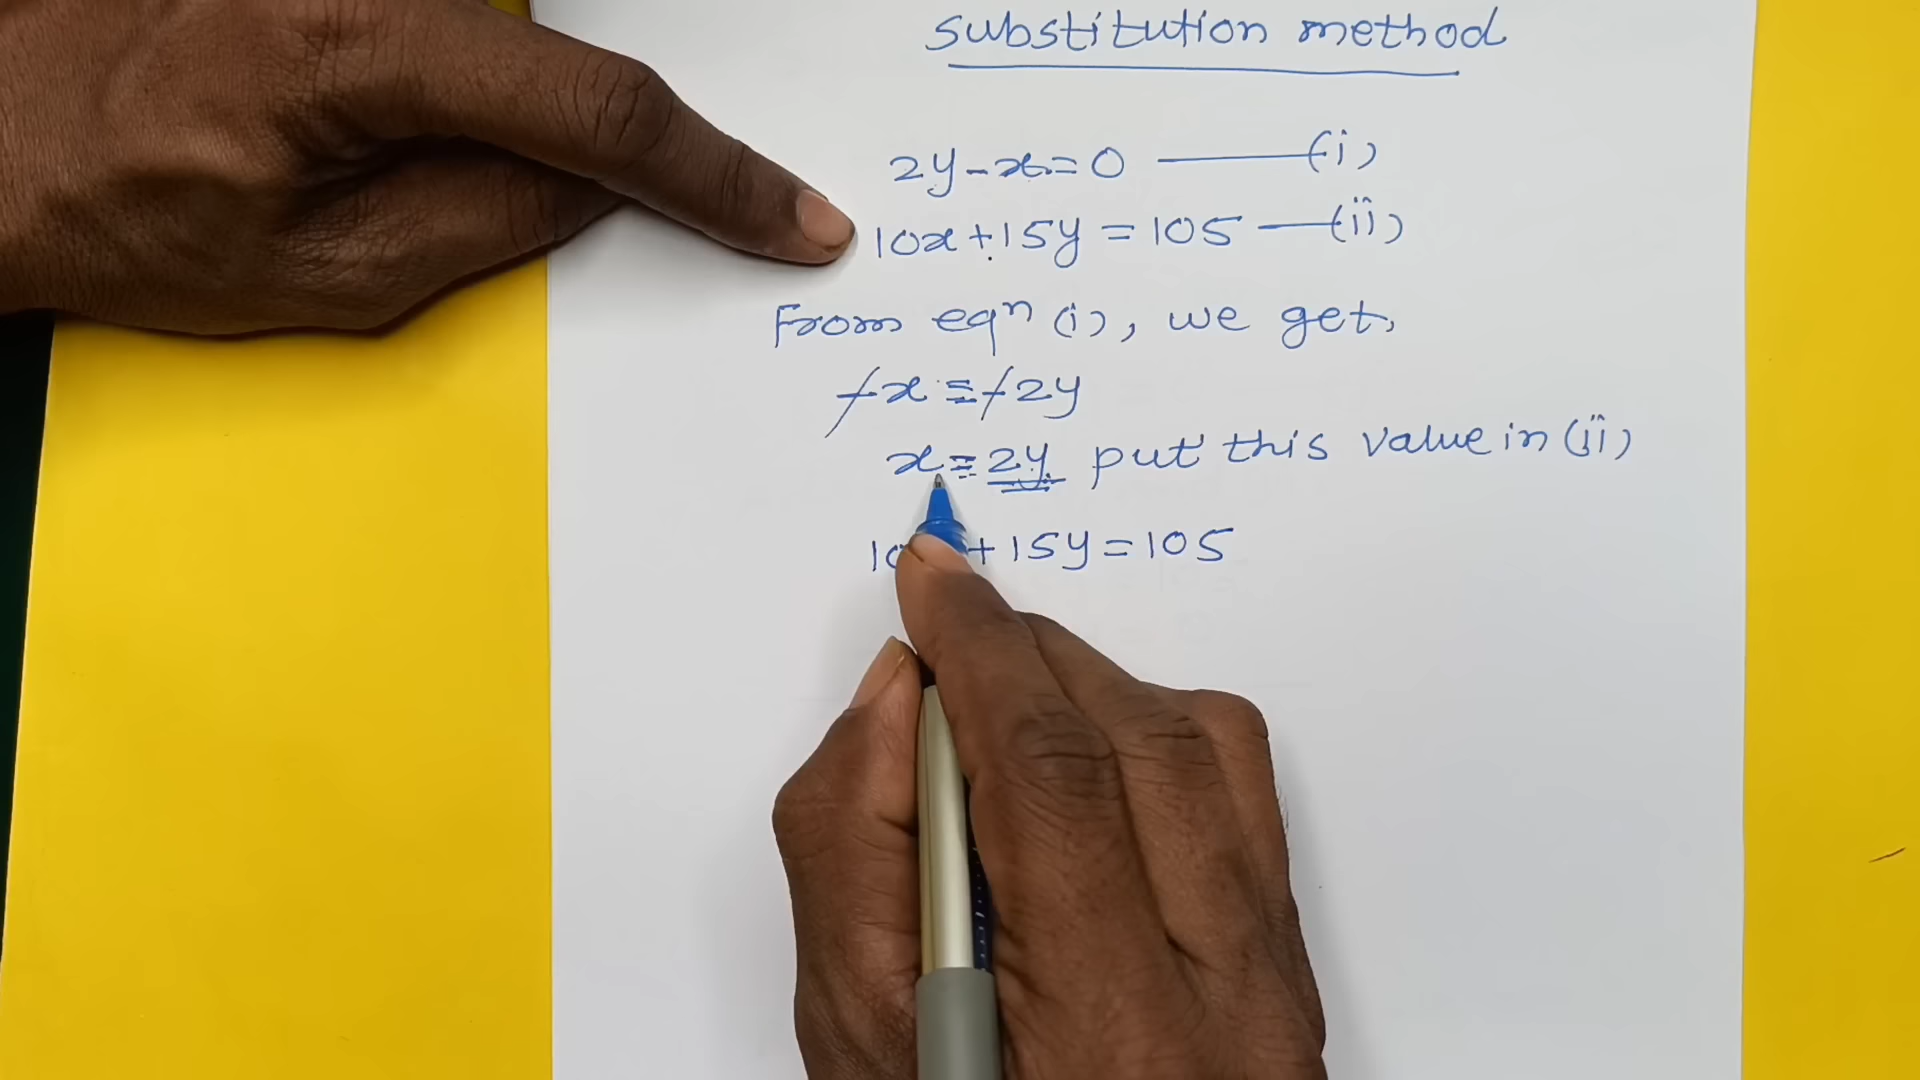 substitution method
2y-x=0 ———(i)
10x+15y=105 —(ii)
From eqⁿ (i), we get,
-x=-2y
x=2y put this value in (ii)
+15y=105